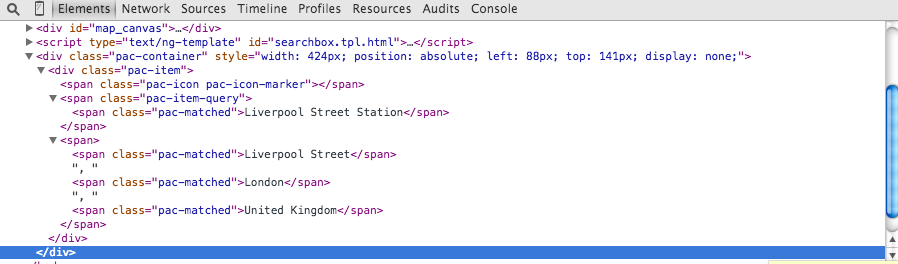 Elements Network Sources Timeline Profiles Resources Audits Console
<div id="map_canvas">…</div>
<script type="text/ng-template" id="searchbox.tpl.html">…</script>
<div class="pac-container" style="width: 424px; position: absolute; left: 88px; top: 141px; display: none;">
<div class="pac-item">
<span class="pac-icon pac-icon-marker"></span>
<span class="pac-item-query">
<span class="pac-matched">Liverpool Street Station</span>
</span>
<span>
<span class="pac-matched">Liverpool Street</span>
", "
<span class="pac-matched">London</span>
", "
<span class="pac-matched">United Kingdom</span>
</span>
</div>
</div>